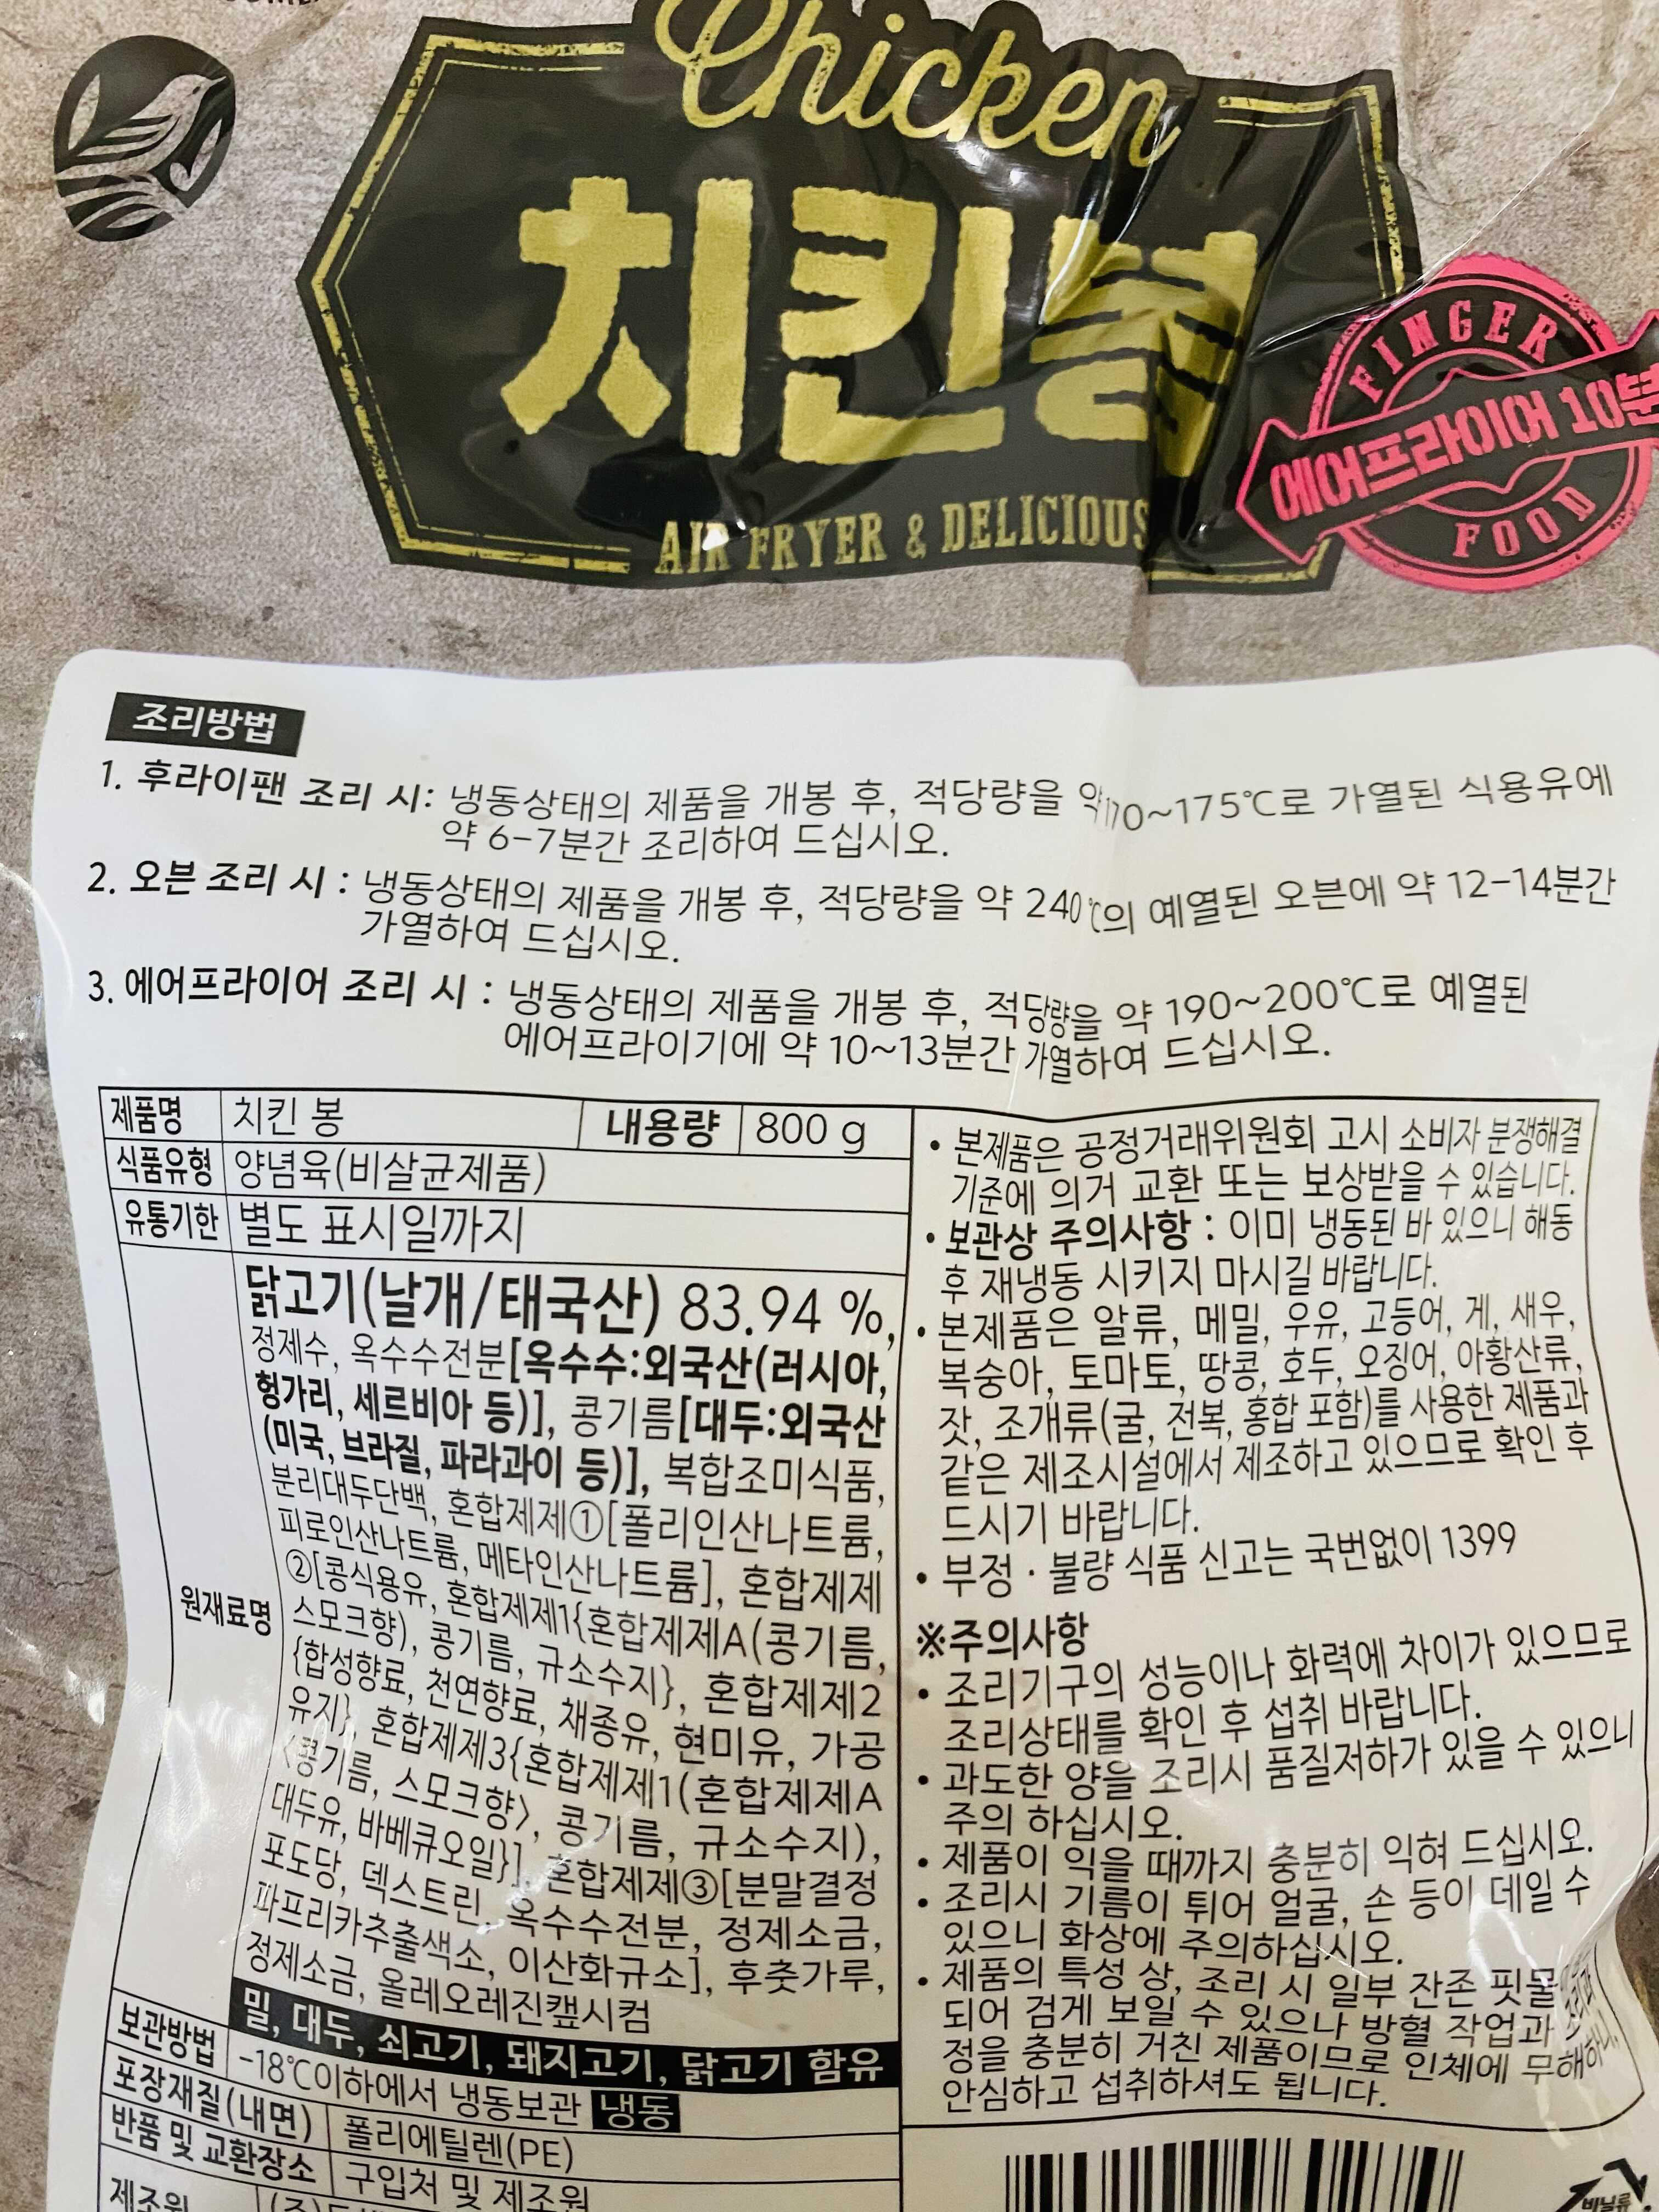 Chicken
치킨봉
AIR FRYER & DELICIOUS
FINGER
에어프라이어 10분
FOOD
조리방법
1. 후라이팬 조리 시: 냉동상태의 제품을 개봉 후, 적당량을 약 170~175℃로 가열된 식용유에
약 6-7분간 조리하여 드십시오.
2. 오븐 조리 시 : 냉동상태의 제품을 개봉 후, 적당량을 약 240℃의 예열된 오븐에 약 12-14분간
가열하여 드십시오.
3. 에어프라이어 조리 시 : 냉동상태의 제품을 개봉 후, 적당량을 약 190~200℃로 예열된
에어프라이기에 약 10~13분간 가열하여 드십시오.
제품명 치킨 봉 내용량 800 g
식품유형 양념육(비살균제품)
유통기한 별도 표시일까지
원재료명
닭고기(날개/태국산) 83.94 %,
정제수, 옥수수전분[옥수수:외국산(러시아,
헝가리, 세르비아 등)], 콩기름[대두:외국산
(미국, 브라질, 파라과이 등)], 복합조미식품,
분리대두단백, 혼합제제①[폴리인산나트륨,
피로인산나트륨, 메타인산나트륨], 혼합제제
②[콩식용유, 혼합제제1{혼합제제A(콩기름,
스모크향), 콩기름, 규소수지}, 혼합제제2
{합성향료, 천연향료, 채종유, 현미유, 가공
유지}, 혼합제제3{혼합제제1(혼합제제A
〈콩기름, 스모크향〉, 콩기름, 규소수지),
대두유, 바베큐오일}], 혼합제제③[분말결정
포도당, 덱스트린, 옥수수전분, 정제소금,
파프리카추출색소, 이산화규소], 후춧가루,
정제소금, 올레오레진캪시컴
밀, 대두, 쇠고기, 돼지고기, 닭고기 함유
보관방법 -18℃이하에서 냉동보관 냉동
포장재질(내면) 폴리에틸렌(PE)
반품 및 교환장소 구입처 및 제조원
제조원 (주)
• 본제품은 공정거래위원회 고시 소비자 분쟁해결
기준에 의거 교환 또는 보상받을 수 있습니다.
• 보관상 주의사항 : 이미 냉동된 바 있으니 해동
후 재냉동 시키지 마시길 바랍니다.
• 본제품은 알류, 메밀, 우유, 고등어, 게, 새우,
복숭아, 토마토, 땅콩, 호두, 오징어, 아황산류,
잣, 조개류(굴, 전복, 홍합 포함)를 사용한 제품과
같은 제조시설에서 제조하고 있으므로 확인 후
드시기 바랍니다.
• 부정 · 불량 식품 신고는 국번없이 1399
※주의사항
• 조리기구의 성능이나 화력에 차이가 있으므로
조리상태를 확인 후 섭취 바랍니다.
• 과도한 양을 조리시 품질저하가 있을 수 있으니
주의 하십시오.
• 제품이 익을 때까지 충분히 익혀 드십시오.
• 조리시 기름이 튀어 얼굴, 손 등이 데일 수
있으니 화상에 주의하십시오.
• 제품의 특성 상, 조리 시 일부 잔존 핏물
되어 검게 보일 수 있으나 방혈 작업과
정을 충분히 거친 제품이므로 인체에 무해하니
안심하고 섭취하셔도 됩니다.
비닐류